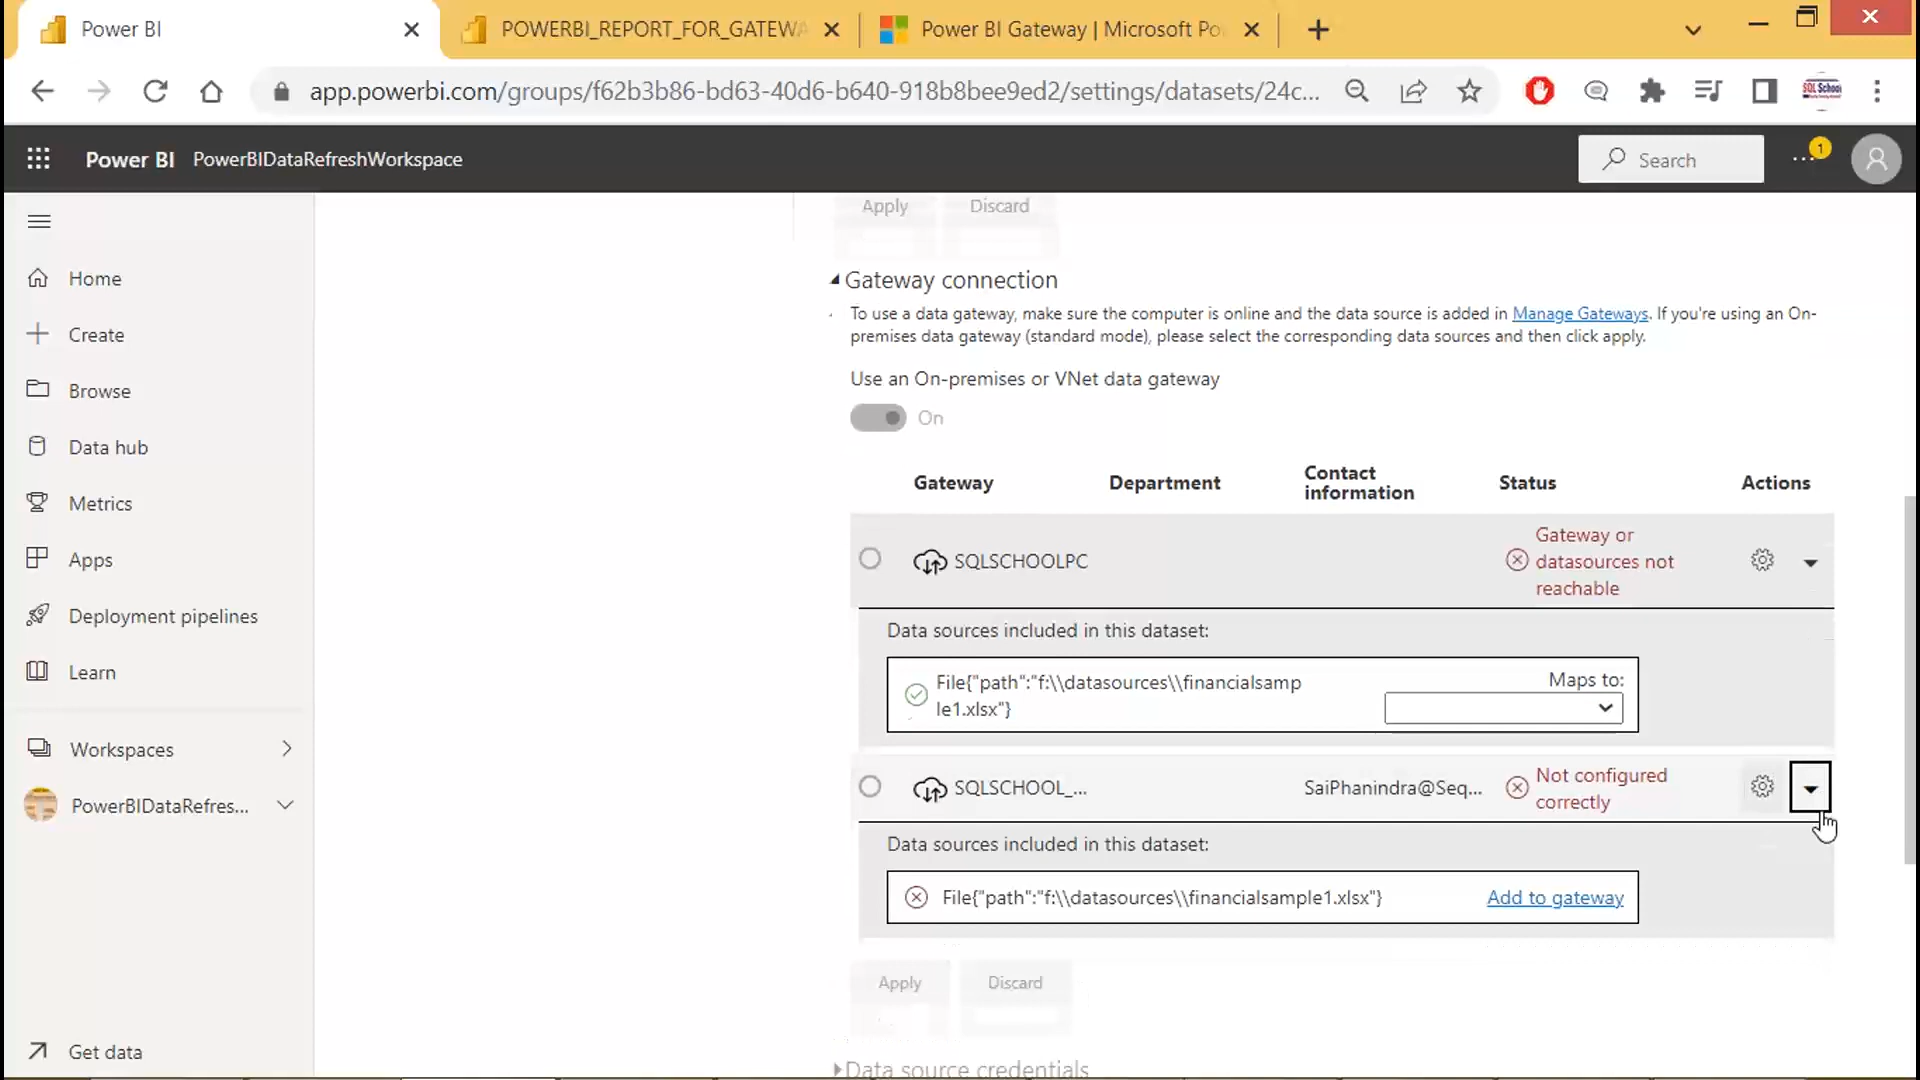 Power BI
POWERBI_REPORT_FOR_GATEWA
Power BI Gateway | Microsoft Po
app.powerbi.com/groups/f62b3b86-bd63-40d6-b640-918b8bee9ed2/settings/datasets/24c...
SQL School
Power BI PowerBIDataRefreshWorkspace
Search
1
Apply Discard
Home
Create
Browse
Data hub
Metrics
Apps
Deployment pipelines
Learn
Workspaces
PowerBIDataRefres...
Get data
Gateway connection
To use a data gateway, make sure the computer is online and the data source is added in Manage Gateways. If you're using an On-
premises data gateway (standard mode), please select the corresponding data sources and then click apply.
Use an On-premises or VNet data gateway
On
Gateway Department Contact information Status Actions
SQLSCHOOLPC
Gateway or
datasources not
reachable
Data sources included in this dataset:
File{"path":"f:\\datasources\\financialsamp
le1.xlsx"}
Maps to:
SQLSCHOOL_... SaiPhanindra@Seq...
Not configured
correctly
Data sources included in this dataset:
File{"path":"f:\\datasources\\financialsample1.xlsx"} Add to gateway
Apply Discard
Data source credentials